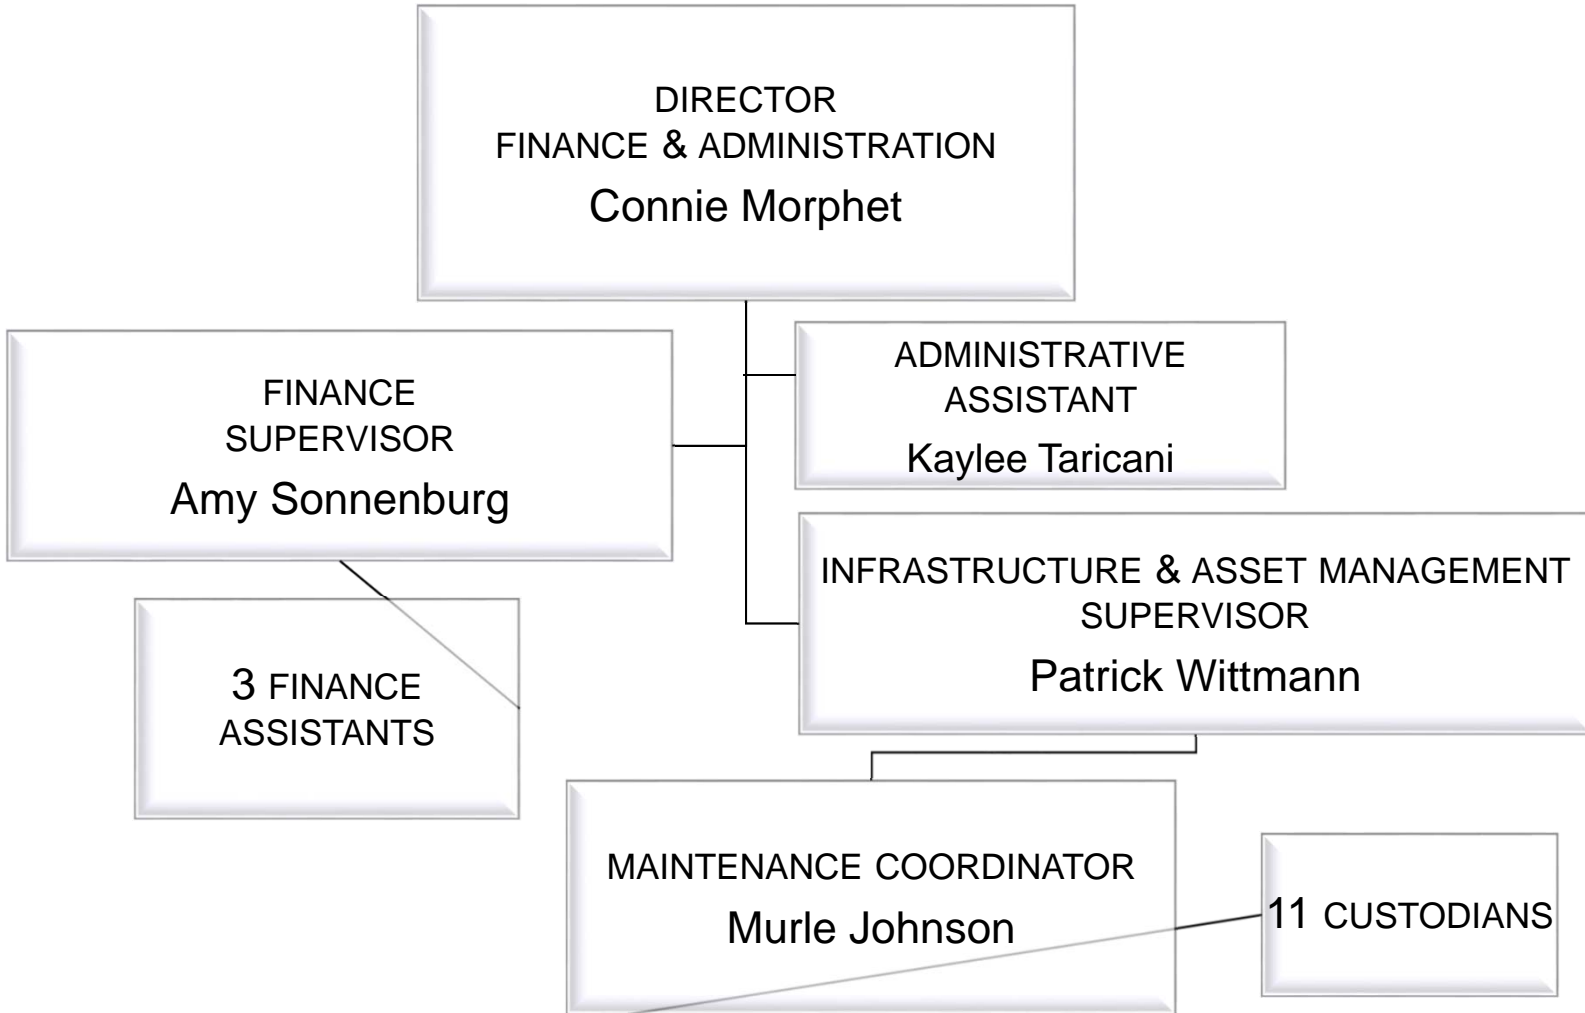 DIRECTOR
FINANCE & ADMINISTRATION
Connie Morphet
FINANCE
SUPERVISOR
Amy Sonnenburg
ADMINISTRATIVE
ASSISTANT
Kaylee Taricani
INFRASTRUCTURE & ASSET MANAGEMENT
SUPERVISOR
Patrick Wittmann
3 FINANCE
ASSISTANTS
MAINTENANCE COORDINATOR
Murle Johnson
11 CUSTODIANS